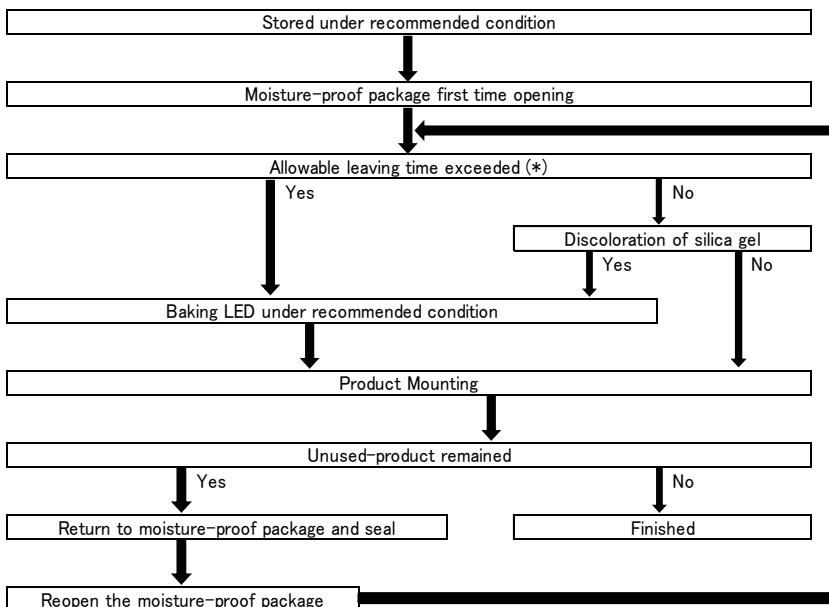 Stored under recommended condition
Moisture-proof package first time opening
Allowable leaving time exceeded (*)
Yes
No
Discoloration of silica gel
Yes
No
Baking LED under recommended condition
Product Mounting
Unused-product remained
Yes
No
Return to moisture-proof package and seal
Finished
Reopen the moisture-proof package